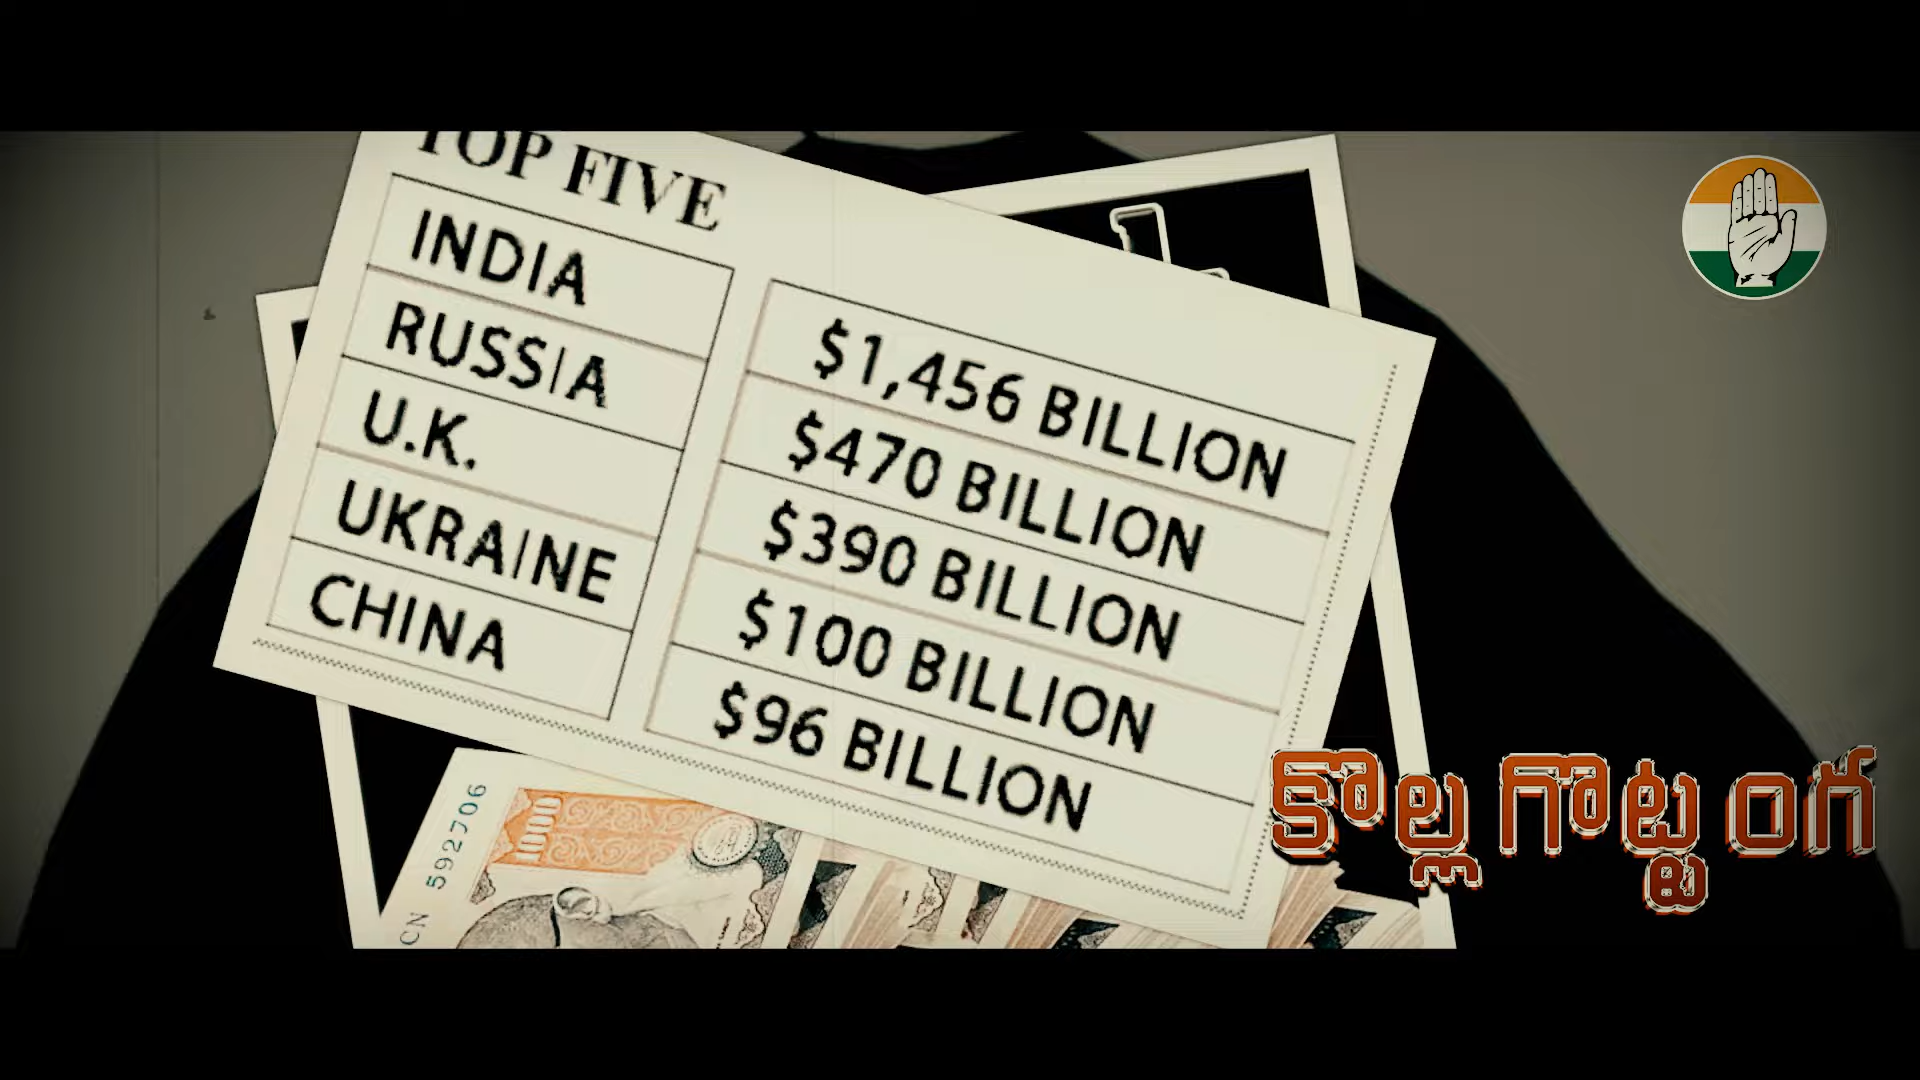 TOP FIVE
INDIA
RUSSIA
U.K.
UKRAINE
CHINA
$1,456 BILLION
$470 BILLION
$390 BILLION
$100 BILLION
$96 BILLION
592706
CN
1000
కొల్ల గొట్ట ంగ